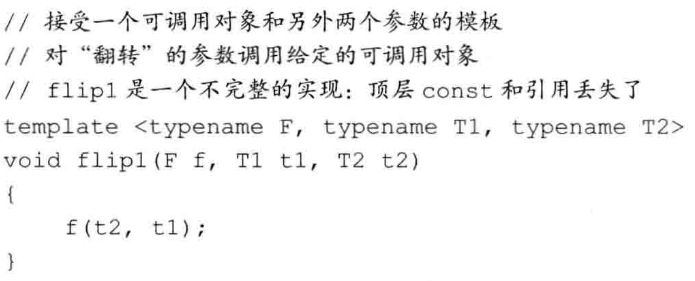 // 接受一个可调用对象和另外两个参数的模板
// 对“翻转”的参数调用给定的可调用对象
// flip1 是一个不完整的实现：顶层 const 和引用丢失了
template <typename F, typename T1, typename T2>
void flip1(F f, T1 t1, T2 t2)
{
    f(t2, t1);
}